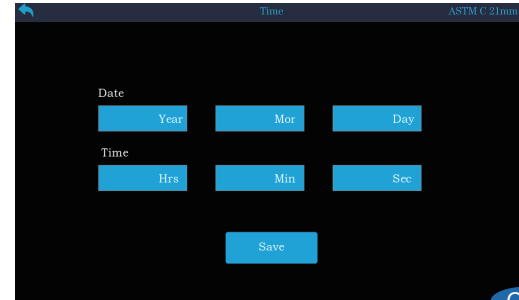 Time ASTM C 21mm
Date
Year Mor Day
Time
Hrs Min Sec
Save